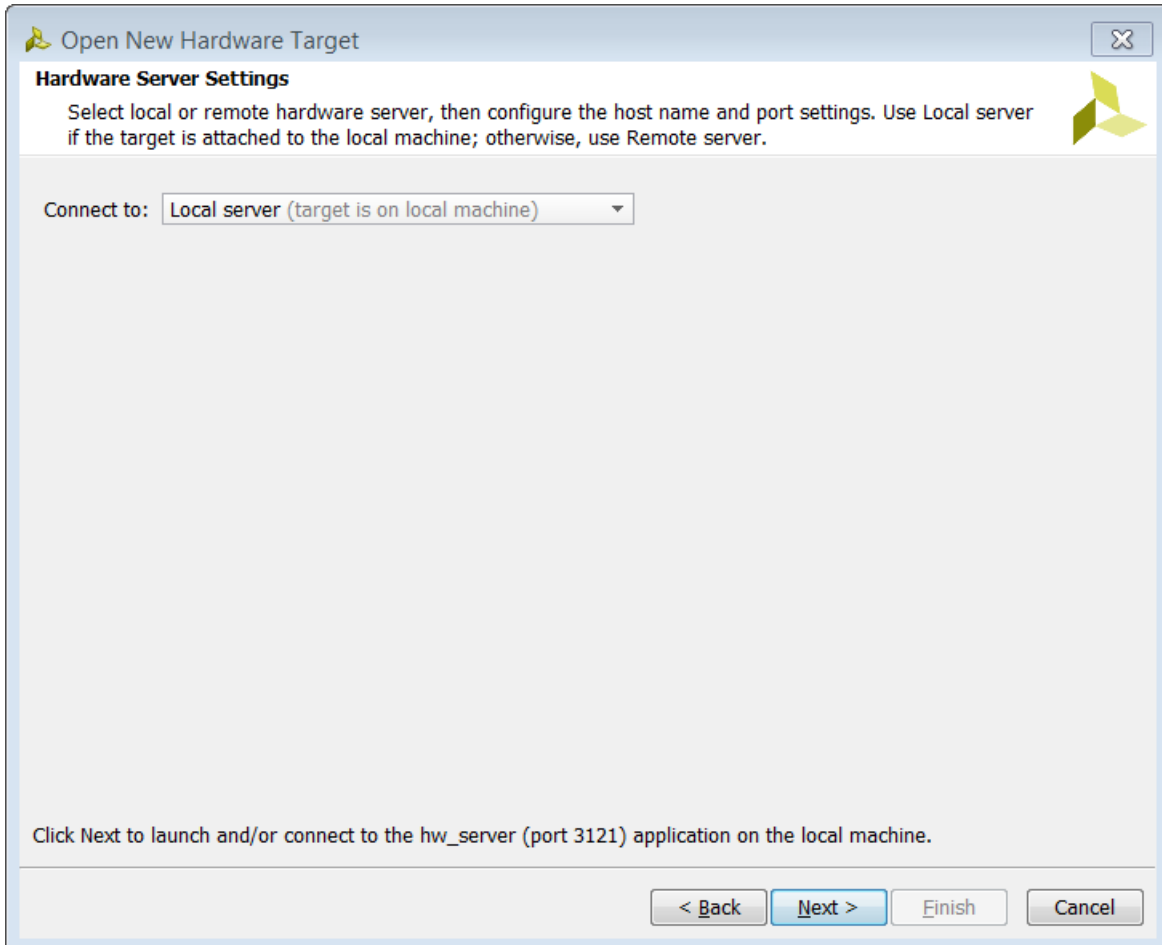 Open New Hardware Target
Hardware Server Settings
Select local or remote hardware server, then configure the host name and port settings. Use Local server
if the target is attached to the local machine; otherwise, use Remote server.
Connect to: Local server (target is on local machine)
Click Next to launch and/or connect to the hw_server (port 3121) application on the local machine.
< Back Next > Finish Cancel